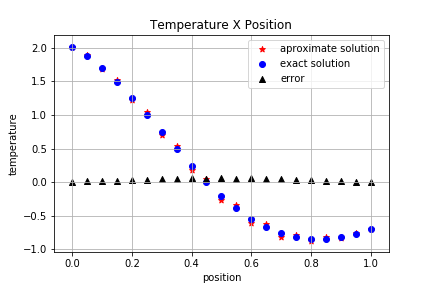 Temperature X Position
aproximate solution
exact solution
error
temperature
2.0
1.5
1.0
0.5
0.0
−0.5
−1.0
0.0 0.2 0.4 0.6 0.8 1.0
position